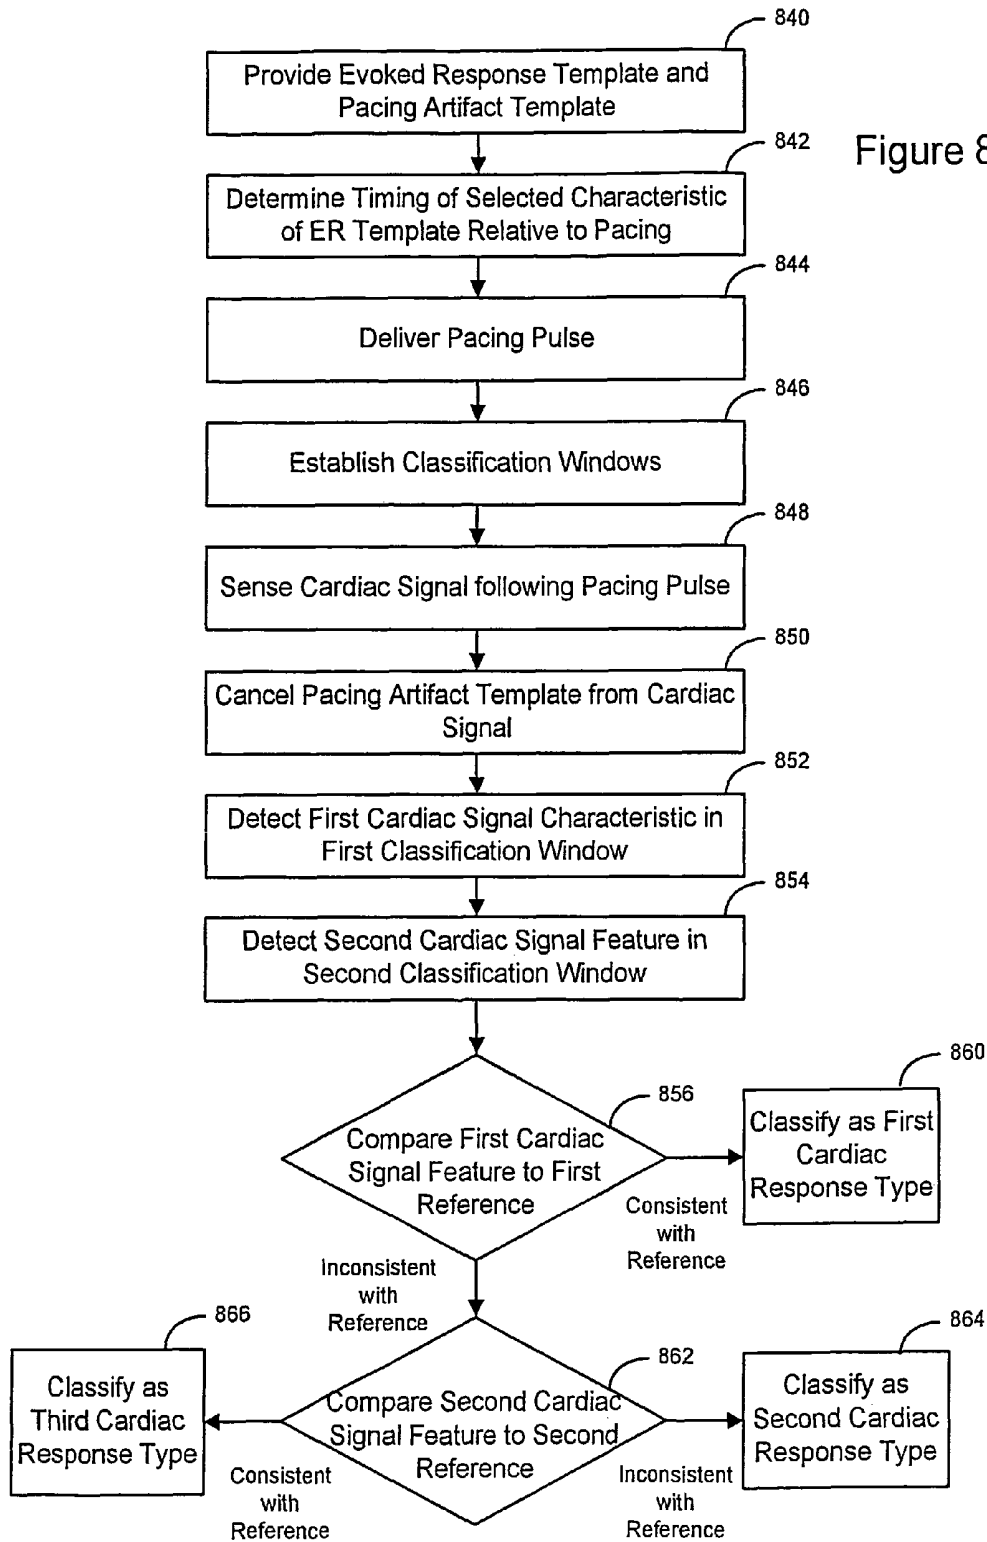 840
Provide Evoked Response Template and
Pacing Artifact Template
Figure 8
842
Determine Timing of Selected Characteristic
of ER Template Relative to Pacing
844
Deliver Pacing Pulse
846
Establish Classification Windows
848
Sense Cardiac Signal following Pacing Pulse
850
Cancel Pacing Artifact Template from Cardiac
Signal
852
Detect First Cardiac Signal Characteristic in
First Classification Window
854
Detect Second Cardiac Signal Feature in
Second Classification Window
856
Compare First Cardiac
Signal Feature to First
Reference
860
Classify as First
Cardiac
Response Type
Consistent
with
Reference
Inconsistent
with
Reference
862
Compare Second Cardiac
Signal Feature to Second
Reference
866
Classify as
Third Cardiac
Response Type
864
Classify as
Second Cardiac
Response Type
Consistent
with
Reference
Inconsistent
with
Reference